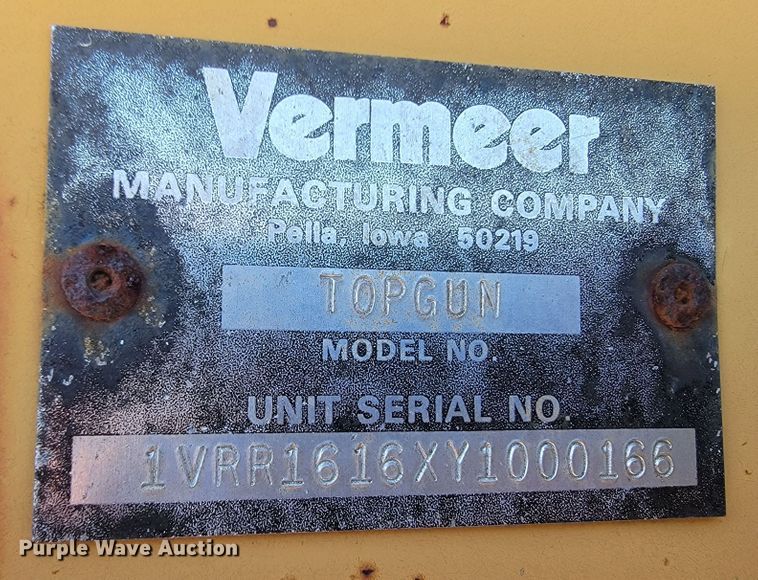 Vermeer
MANUFACTURING COMPANY
Pella, Iowa 50219
TOPGUN
MODEL NO.
UNIT SERIAL NO.
1VRR1616XY1000166
Purple Wave Auction